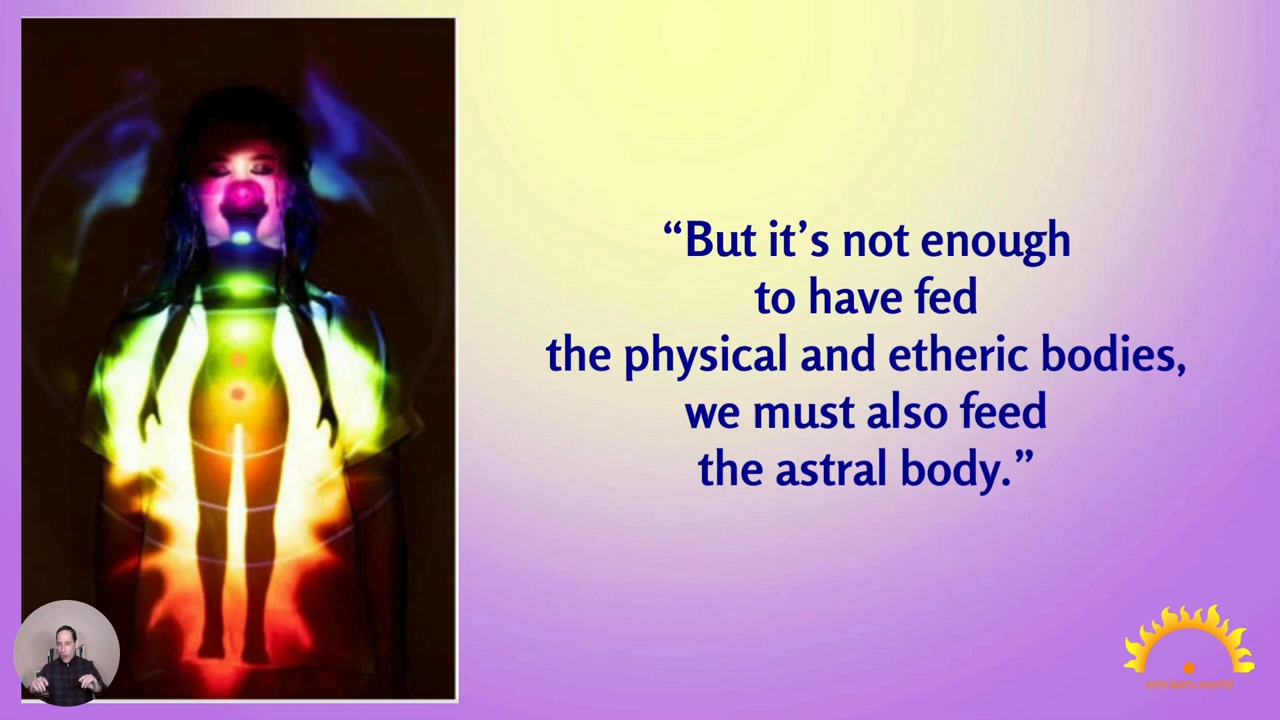 “But it’s not enough
to have fed
the physical and etheric bodies,
we must also feed
the astral body.”